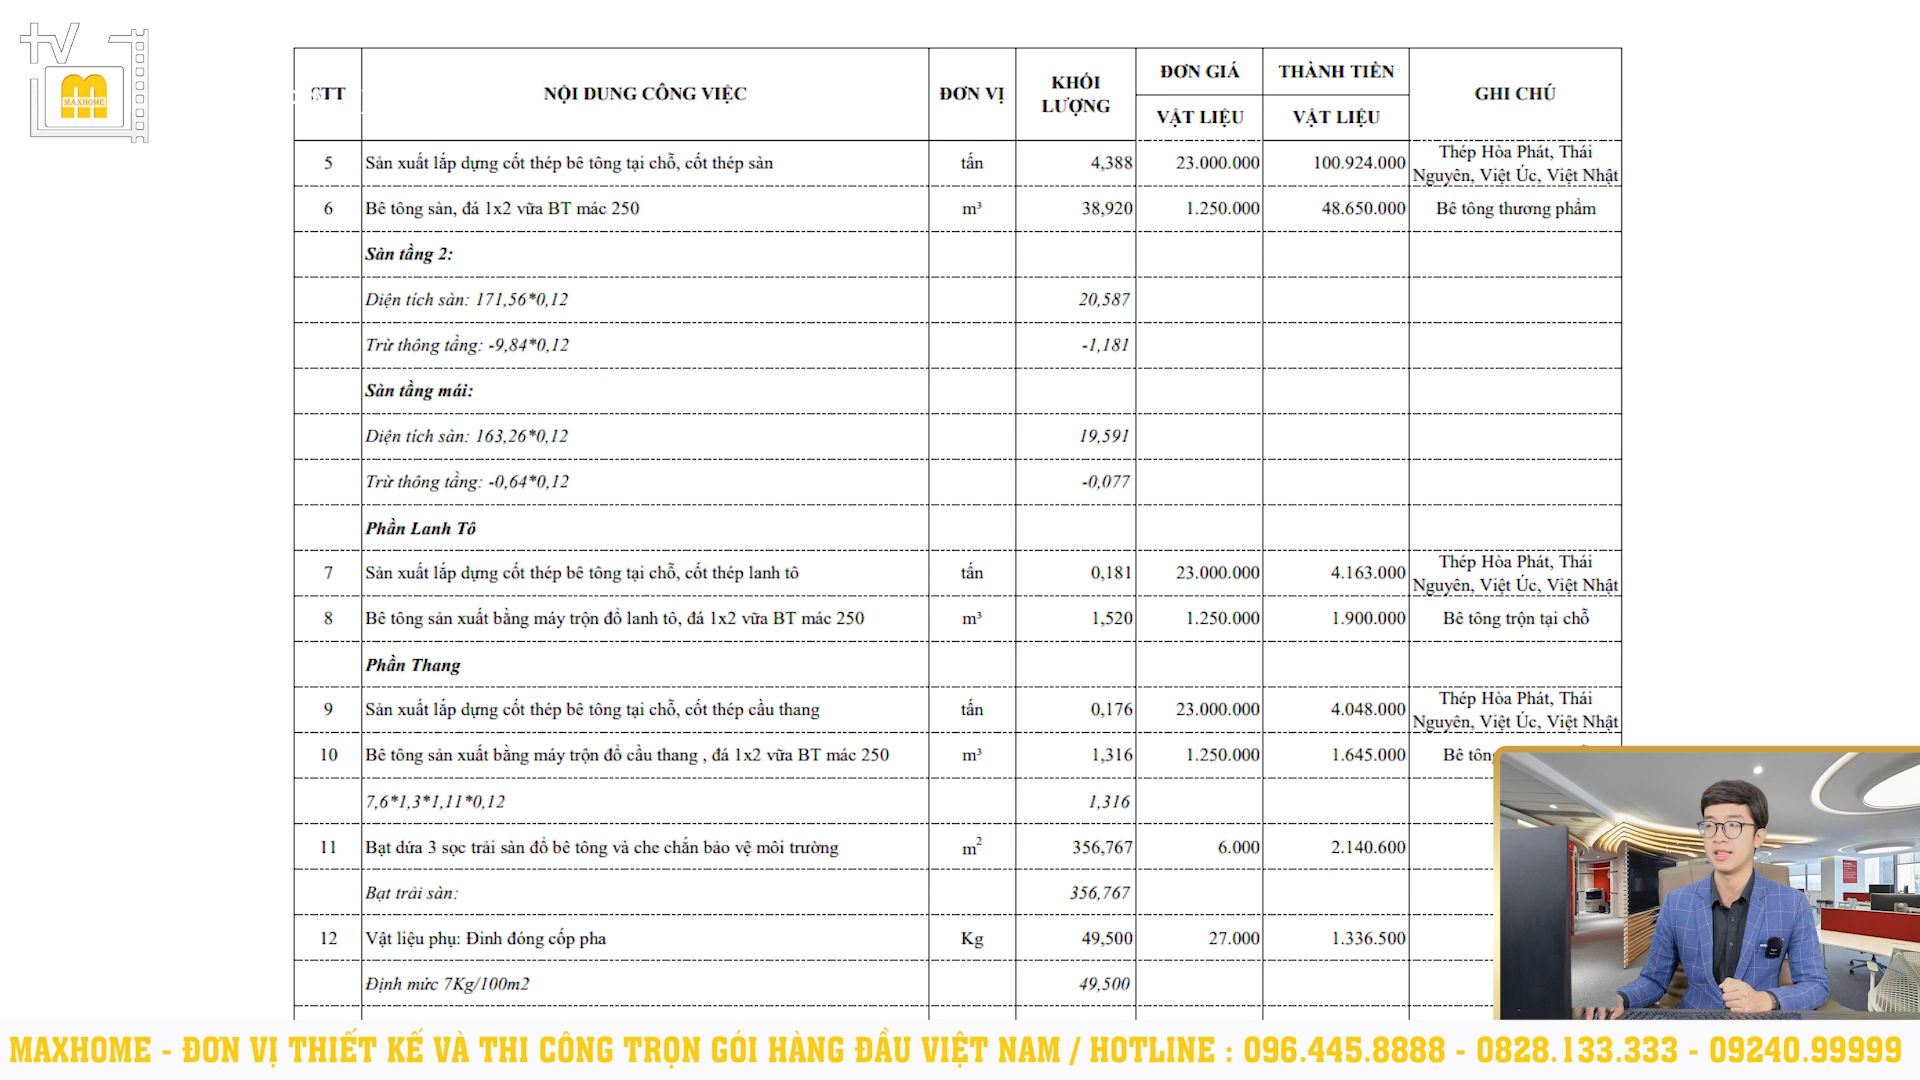 tv
MAXHOME
STT NỘI DUNG CÔNG VIỆC ĐƠN VỊ KHỐI LƯỢNG ĐƠN GIÁ THÀNH TIỀN GHI CHÚ
VẬT LIỆU VẬT LIỆU
5 Sản xuất lắp dựng cốt thép bê tông tại chỗ, cốt thép sàn tấn 4,388 23.000.000 100.924.000 Thép Hòa Phát, Thái Nguyên, Việt Úc, Việt Nhật
6 Bê tông sàn, đá 1x2 vữa BT mác 250 m³ 38,920 1.250.000 48.650.000 Bê tông thương phẩm
Sàn tầng 2:
Diện tích sàn: 171,56*0,12 20,587
Trừ thông tầng: -9,84*0,12 -1,181
Sàn tầng mái:
Diện tích sàn: 163,26*0,12 19,591
Trừ thông tầng: -0,64*0,12 -0,077
Phần Lanh Tô
7 Sản xuất lắp dựng cốt thép bê tông tại chỗ, cốt thép lanh tô tấn 0,181 23.000.000 4.163.000 Thép Hòa Phát, Thái Nguyên, Việt Úc, Việt Nhật
8 Bê tông sản xuất bằng máy trộn đổ lanh tô, đá 1x2 vữa BT mác 250 m³ 1,520 1.250.000 1.900.000 Bê tông trộn tại chỗ
Phần Thang
9 Sản xuất lắp dựng cốt thép bê tông tại chỗ, cốt thép cầu thang tấn 0,176 23.000.000 4.048.000 Thép Hòa Phát, Thái Nguyên, Việt Úc, Việt Nhật
10 Bê tông sản xuất bằng máy trộn đổ cầu thang , đá 1x2 vữa BT mác 250 m³ 1,316 1.250.000 1.645.000 Bê
7,6*1,3*1,11*0,12 1,316
11 Bạt dứa 3 sọc trải sàn đổ bê tông và che chắn bảo vệ môi trường m² 356,767 6.000 2.140.600
Bạt trải sàn: 356,767
12 Vật liệu phụ: Đinh đóng cốp pha Kg 49,500 27.000 1.336.500
Định mức 7Kg/100m2 49,500
MAXHOME - ĐƠN VỊ THIẾT KẾ VÀ THI CÔNG TRỌN GÓI HÀNG ĐẦU VIỆT NAM / HOTLINE : 096.445.8888 - 0828.133.333 - 09240.99999